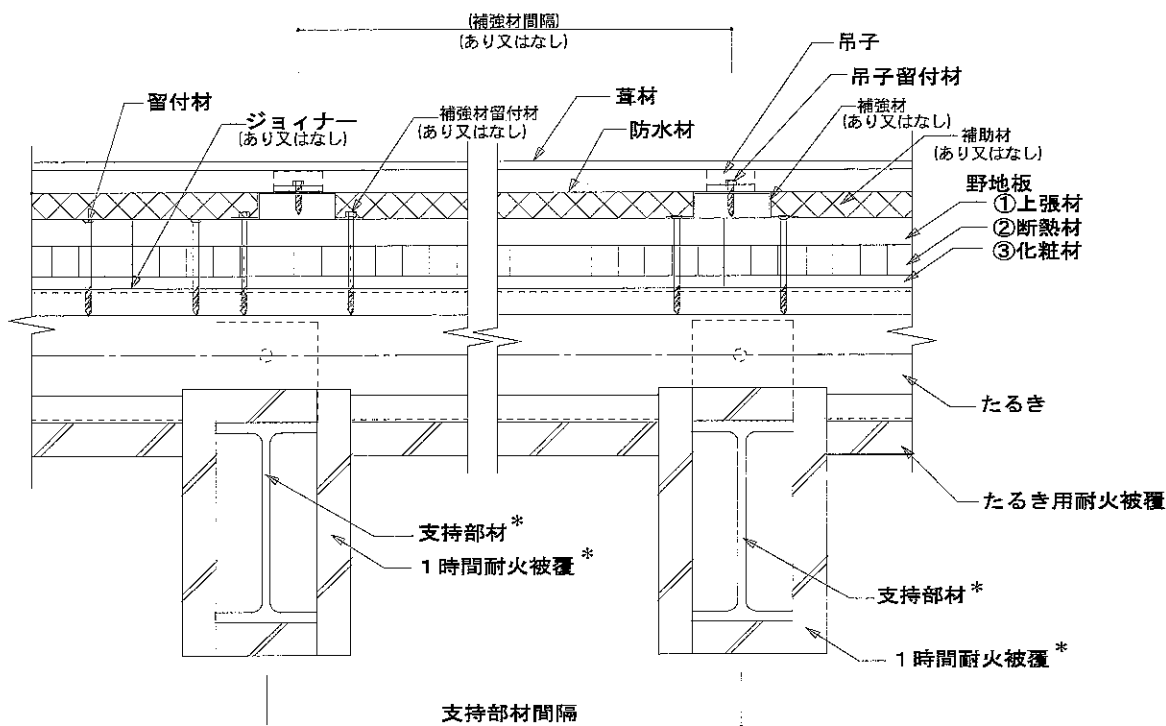 (補強材間隔)
(あり又はなし)
吊子
吊子留付材
留付材
ジョイナー
(あり又はなし)
補強材留付材
(あり又はなし)
葺材
防水材
補強材
(あり又はなし)
補助材
(あり又はなし)
野地板
①上張材
②断熱材
③化粧材
たるき
たるき用耐火被覆
支持部材*
1時間耐火被覆*
支持部材*
1時間耐火被覆*
支持部材間隔